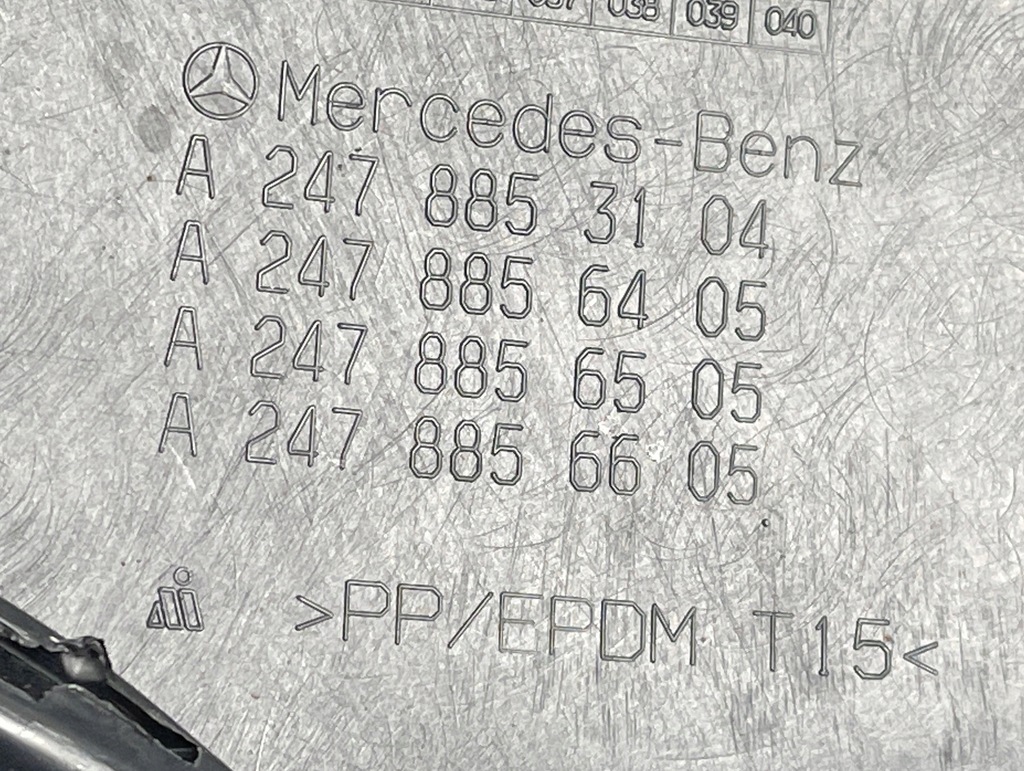 037 038 039 040
Mercedes-Benz
A 247 885 31 04
A 247 885 64 05
A 247 885 65 05
A 247 885 66 05
>PP/EPDM T15<